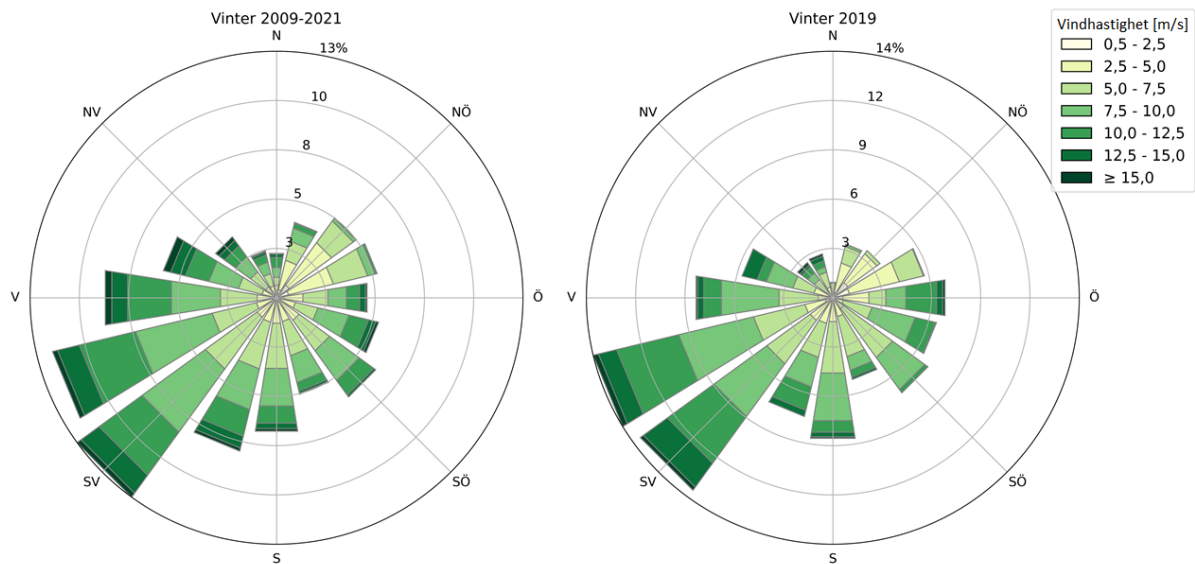 Vinter 2009-2021
N
13%
NÖ
10
8
5
3
NV
V
Ö
SV
SÖ
S
Vinter 2019
N
14%
NÖ
12
9
6
3
NV
V
Ö
SV
SÖ
S
Vindhastighet [m/s]
0,5 - 2,5
2,5 - 5,0
5,0 - 7,5
7,5 - 10,0
10,0 - 12,5
12,5 - 15,0
≥ 15,0